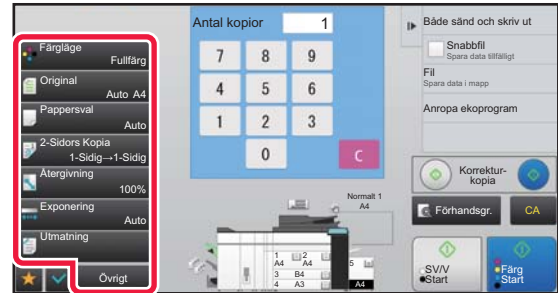 Färgläge
Fullfärg
Original
Auto A4
Pappersval
Auto
2-Sidors Kopia
1-Sidig→1-Sidig
Återgivning
100%
Exponering
Auto
Utmatning
Övrigt
Antal kopior 1
7 8 9
4 5 6
1 2 3
0 C
Normalt 1
A4
1 A4
2 A4
3 B4
4 A3
5
A4
Både sänd och skriv ut
Snabbfil
Spara data tillfälligt
Fil
Spara data i mapp
Anropa ekoprogram
Korrektur-
kopia
Förhandsgr.
CA
SV/V
Start
Färg
Start